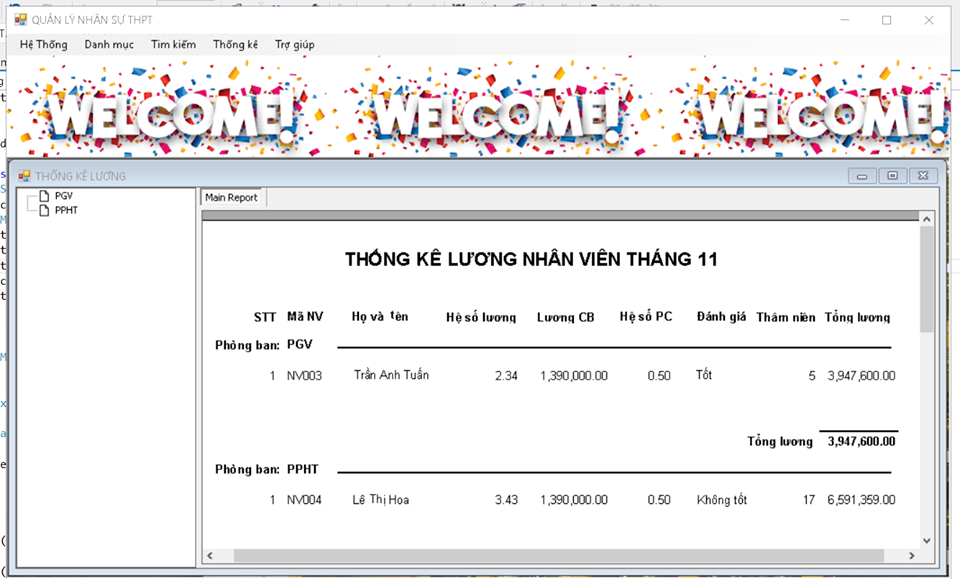 QUẢN LÝ NHÂN SỰ THPT
Hệ Thống Danh mục Tìm kiếm Thống kê Trợ giúp
WELCOME! WELCOME! WELCOME!
THỐNG KÊ LƯƠNG
PGV
PPHT
Main Report
THỐNG KÊ LƯƠNG NHÂN VIÊN THÁNG 11
STT Mã NV Họ và tên Hệ số lương Lương CB Hệ số PC Đánh giá Thâm niên Tổng lương
Phòng ban: PGV
1 NV003 Trần Anh Tuấn 2.34 1,390,000.00 0.50 Tốt 5 3,947,600.00
Tổng lương 3,947,600.00
Phòng ban: PPHT
1 NV004 Lê Thị Hoa 3.43 1,390,000.00 0.50 Không tốt 17 6,591,359.00